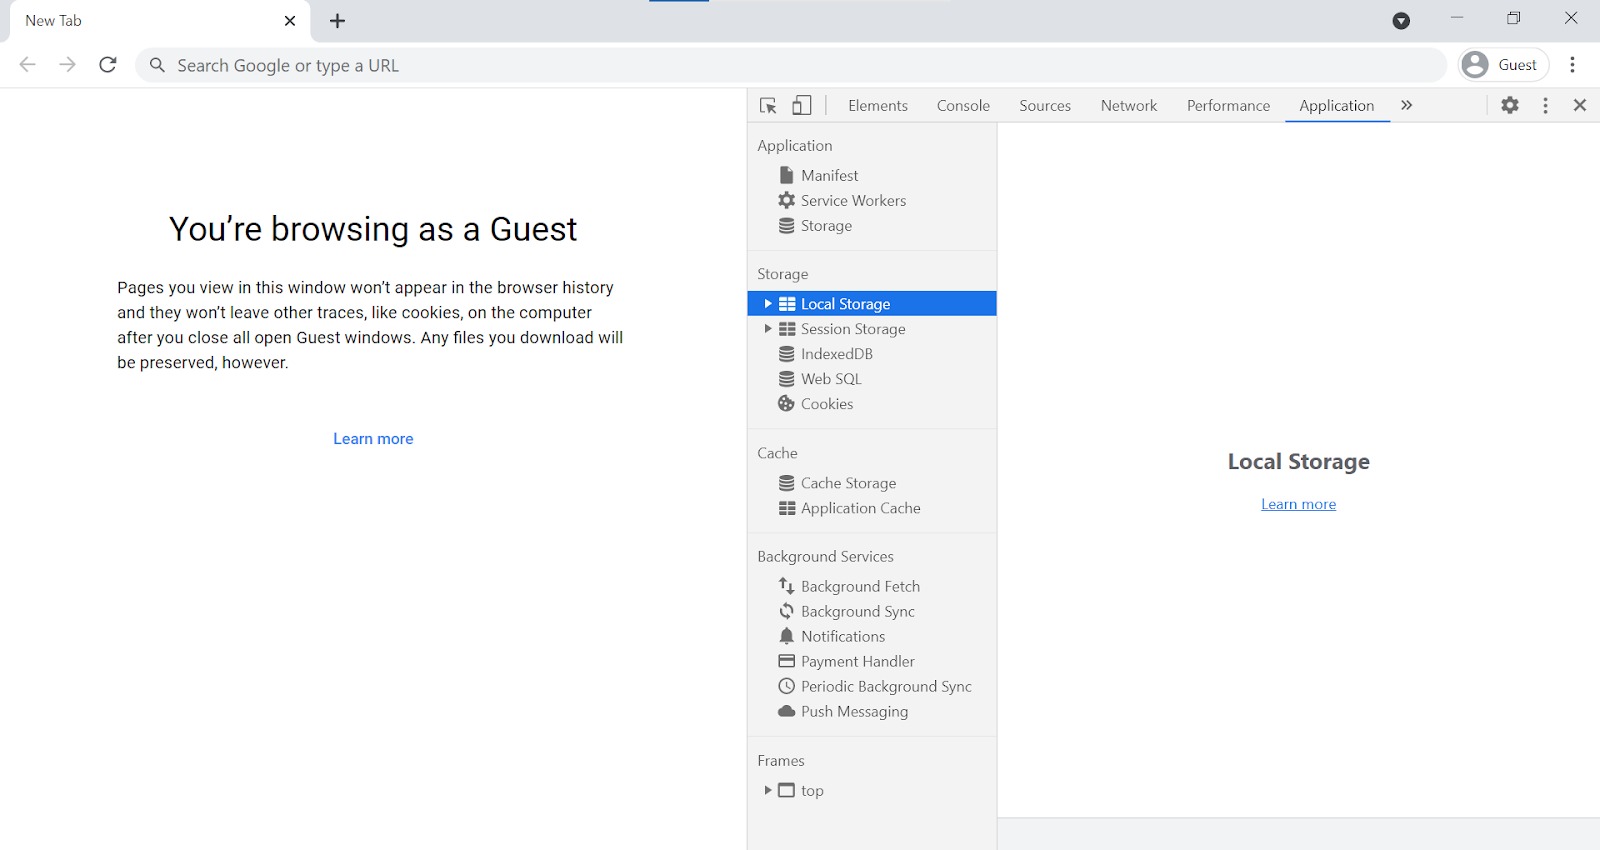 New Tab
Search Google or type a URL
Guest
Elements Console Sources Network Performance Application »
You’re browsing as a Guest
Pages you view in this window won’t appear in the browser history
and they won’t leave other traces, like cookies, on the computer
after you close all open Guest windows. Any files you download will
be preserved, however.
Learn more
Application
Manifest
Service Workers
Storage
Storage
Local Storage
Session Storage
IndexedDB
Web SQL
Cookies
Cache
Cache Storage
Application Cache
Background Services
Background Fetch
Background Sync
Notifications
Payment Handler
Periodic Background Sync
Push Messaging
Frames
top
Local Storage
Learn more